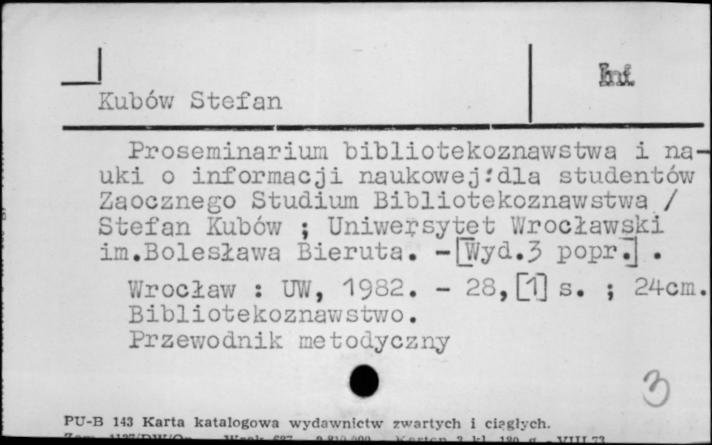 Inf.
Kubów Stefan
Proseminarium bibliotekoznawstwa i na-
uki o informacji naukowej:dla studentów
Zaocznego Studium Bibliotekoznawstwa /
Stefan Kubów ; Uniwersytet Wrocławski
im.Bolesława Bieruta. -[Wyd.3 popr.] .
Wrocław : UW, 1982. - 28,[1] s. ; 24cm.
Bibliotekoznawstwo.
Przewodnik metodyczny
3
PU-B 143 Karta katalogowa wydawnictw zwartych i ciągłych.